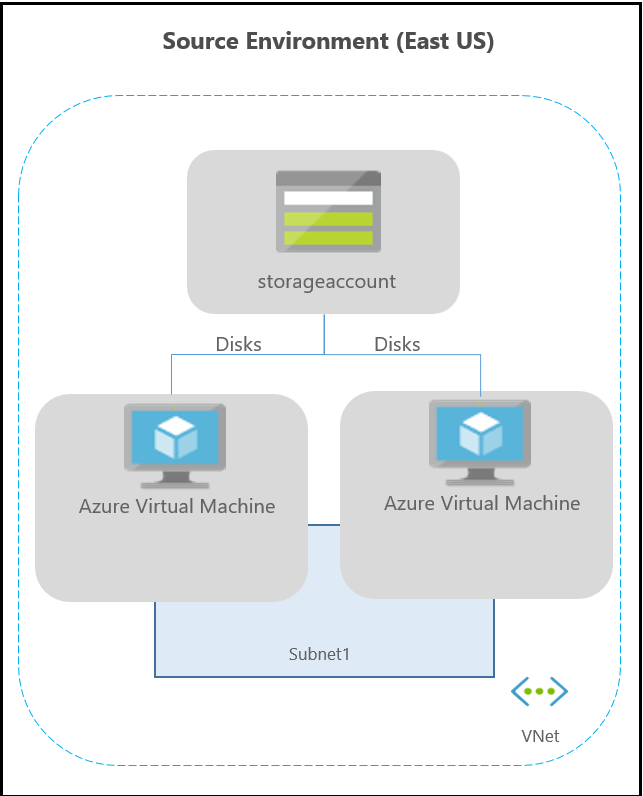 Source Environment (East US)
storageaccount
Disks
Disks
Azure Virtual Machine
Azure Virtual Machine
Subnet1
VNet